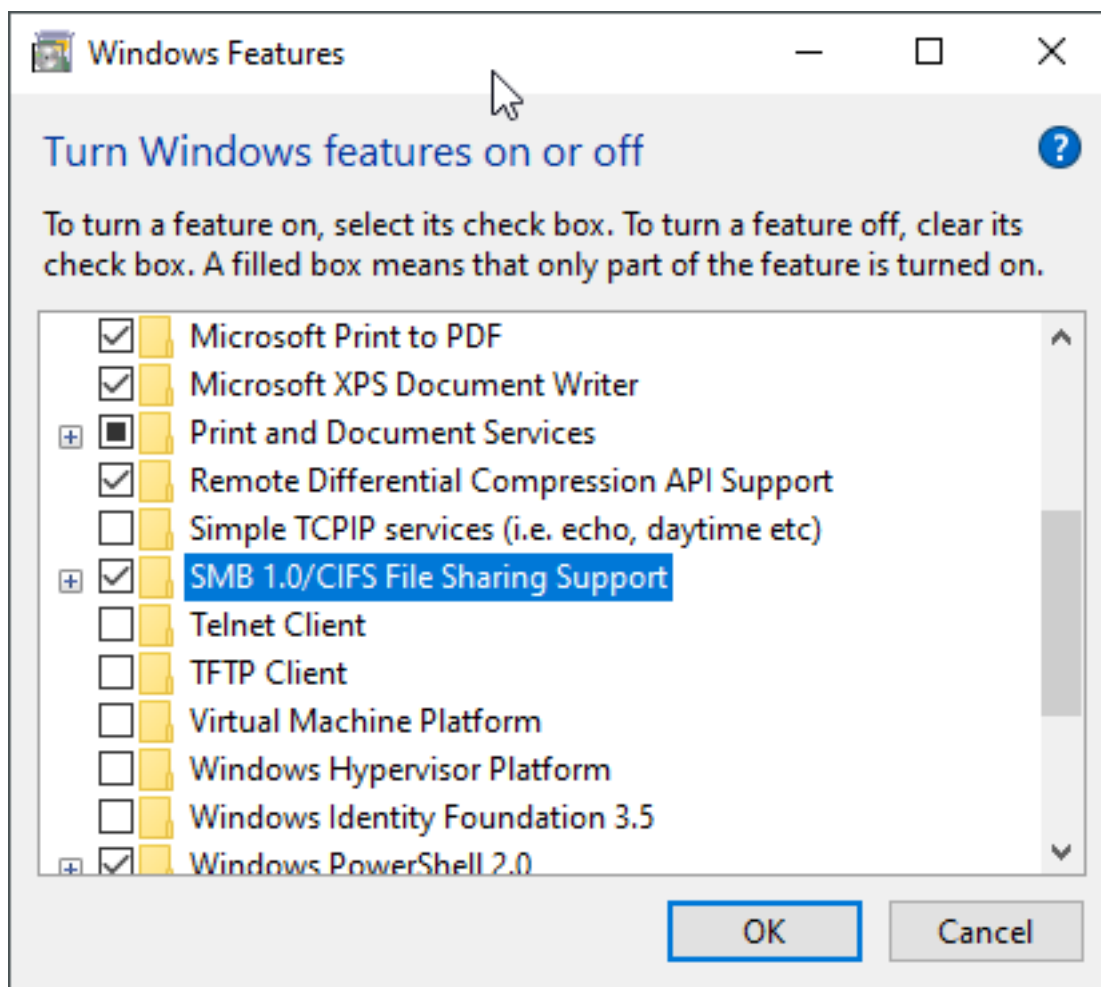 Windows Features
Turn Windows features on or off
?
To turn a feature on, select its check box. To turn a feature off, clear its
check box. A filled box means that only part of the feature is turned on.
Microsoft Print to PDF
Microsoft XPS Document Writer
Print and Document Services
Remote Differential Compression API Support
Simple TCPIP services (i.e. echo, daytime etc)
SMB 1.0/CIFS File Sharing Support
Telnet Client
TFTP Client
Virtual Machine Platform
Windows Hypervisor Platform
Windows Identity Foundation 3.5
Windows PowerShell 2.0
OK
Cancel